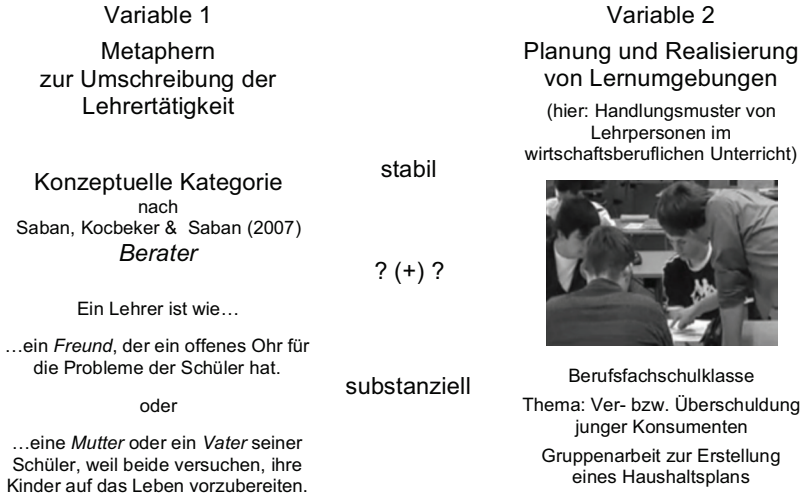 Variable 1
Metaphern
zur Umschreibung der
Lehrertätigkeit
Konzeptuelle Kategorie
nach
Saban, Kocbeker & Saban (2007)
Berater
Ein Lehrer ist wie…
…ein Freund, der ein offenes Ohr für
die Probleme der Schüler hat.
oder
…eine Mutter oder ein Vater seiner
Schüler, weil beide versuchen, ihre
Kinder auf das Leben vorzubereiten.
stabil
? (+) ?
substanziell
Variable 2
Planung und Realisierung
von Lernumgebungen
(hier: Handlungsmuster von
Lehrpersonen im
wirtschaftsberuflichen Unterricht)
Berufsfachschulklasse
Thema: Ver- bzw. Überschuldung
junger Konsumenten
Gruppenarbeit zur Erstellung
eines Haushaltsplans